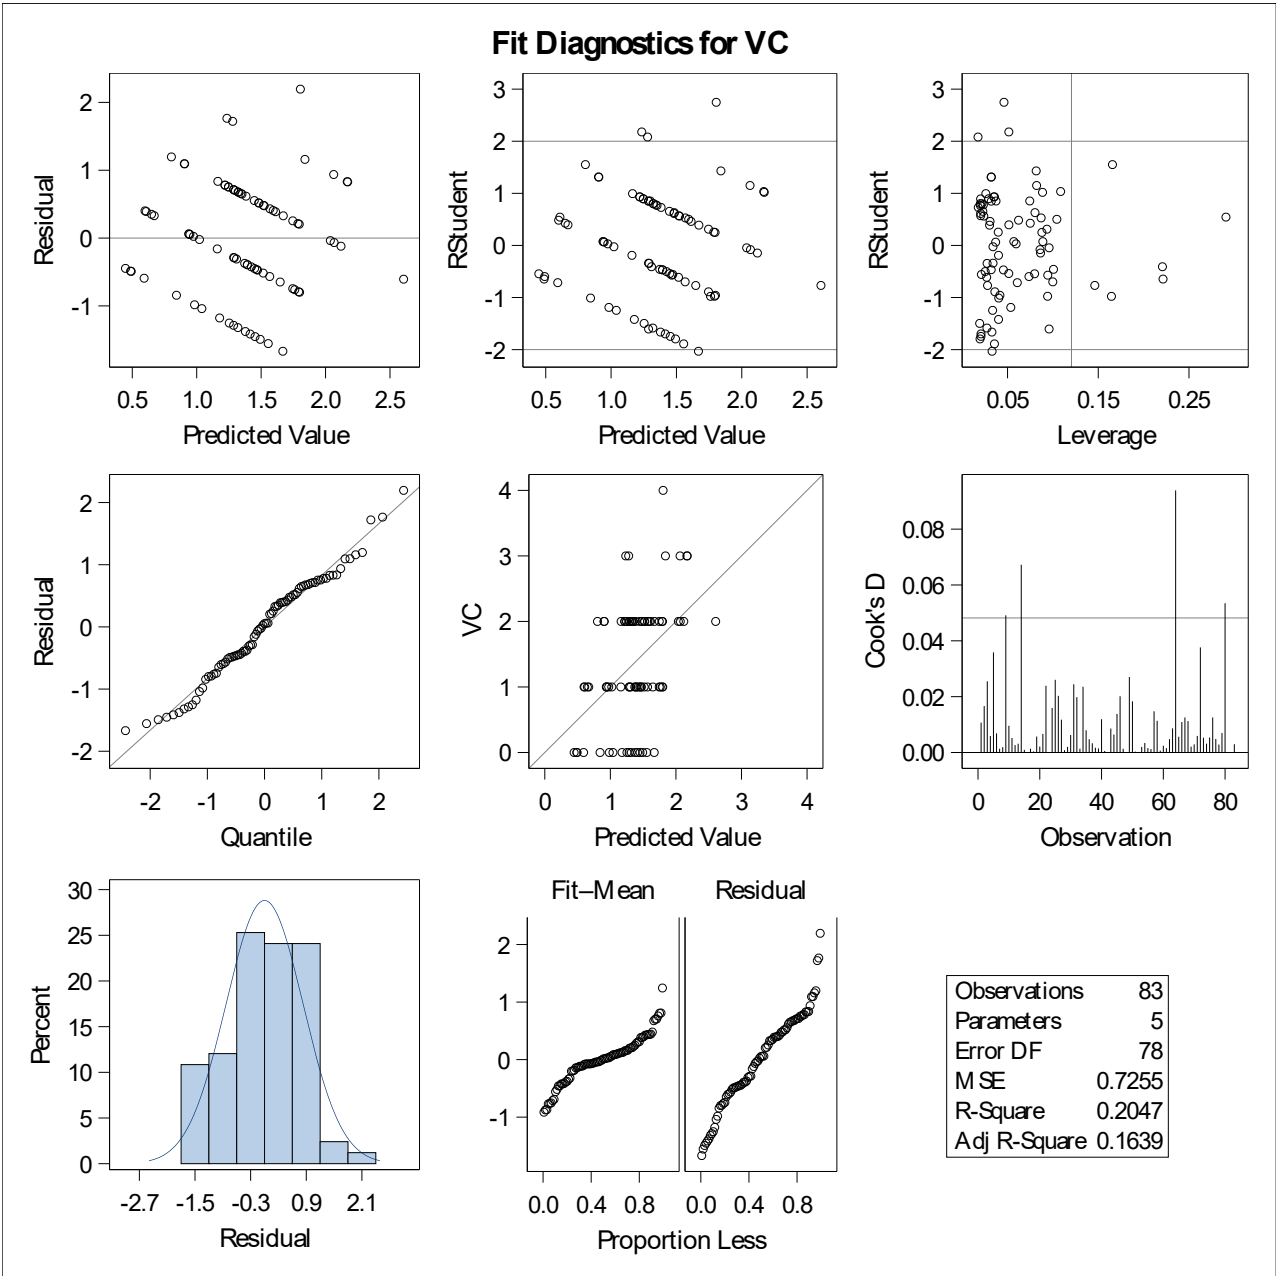 Fit Diagnostics for VC
Residual
2
1
0
-1
0.5 1.0 1.5 2.0 2.5
Predicted Value
RStudent
3
2
1
0
-1
-2
0.5 1.0 1.5 2.0 2.5
Predicted Value
RStudent
3
2
1
0
-1
-2
0.05 0.15 0.25
Leverage
Residual
2
1
0
-1
-2
-2 -1 0 1 2
Quantile
VC
4
3
2
1
0
0 1 2 3 4
Predicted Value
Cook's D
0.08
0.06
0.04
0.02
0.00
0 20 40 60 80
Observation
Percent
30
25
20
15
10
5
0
-2.7 -1.5 -0.3 0.9 2.1
Residual
Fit–Mean Residual
2
1
0
-1
0.0 0.4 0.8 0.0 0.4 0.8
Proportion Less
Observations 83
Parameters 5
Error DF 78
MSE 0.7255
R-Square 0.2047
Adj R-Square 0.1639